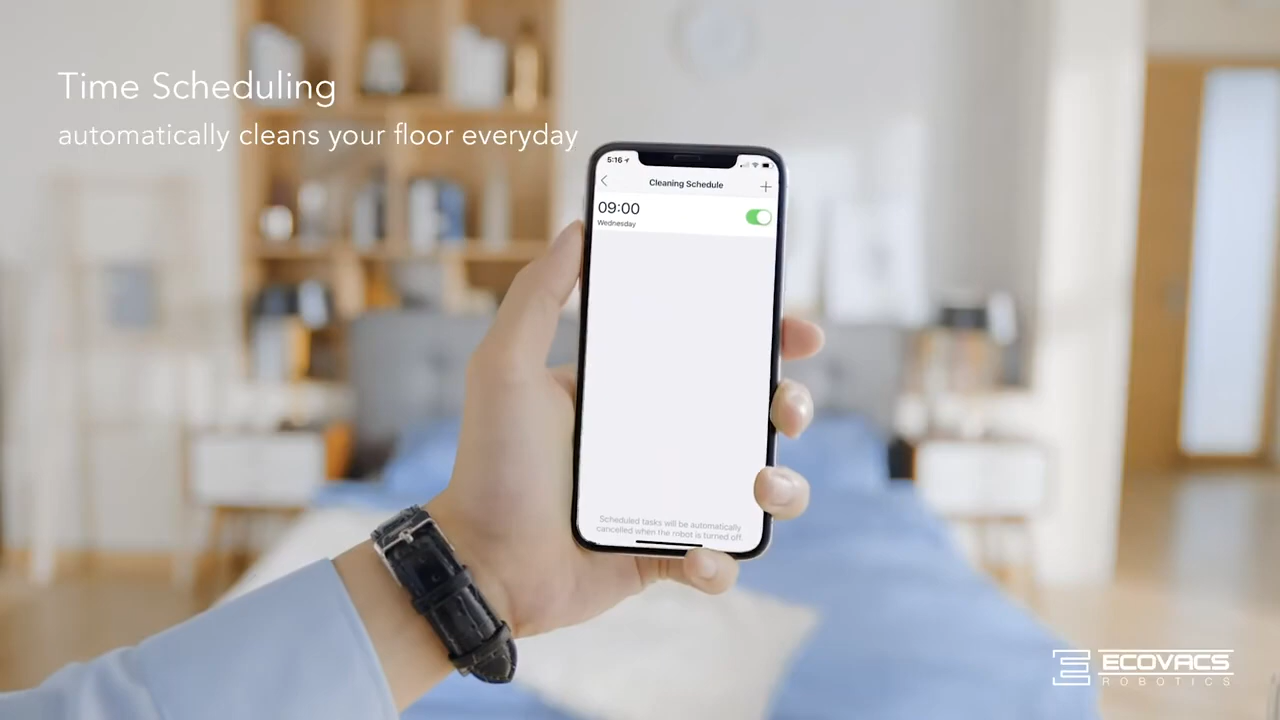 Time Scheduling
automatically cleans your floor everyday
5:16
Cleaning Schedule
09:00
Wednesday
Scheduled tasks will be automatically
cancelled when the robot is turned off.
ECOVACS
ROBOTICS